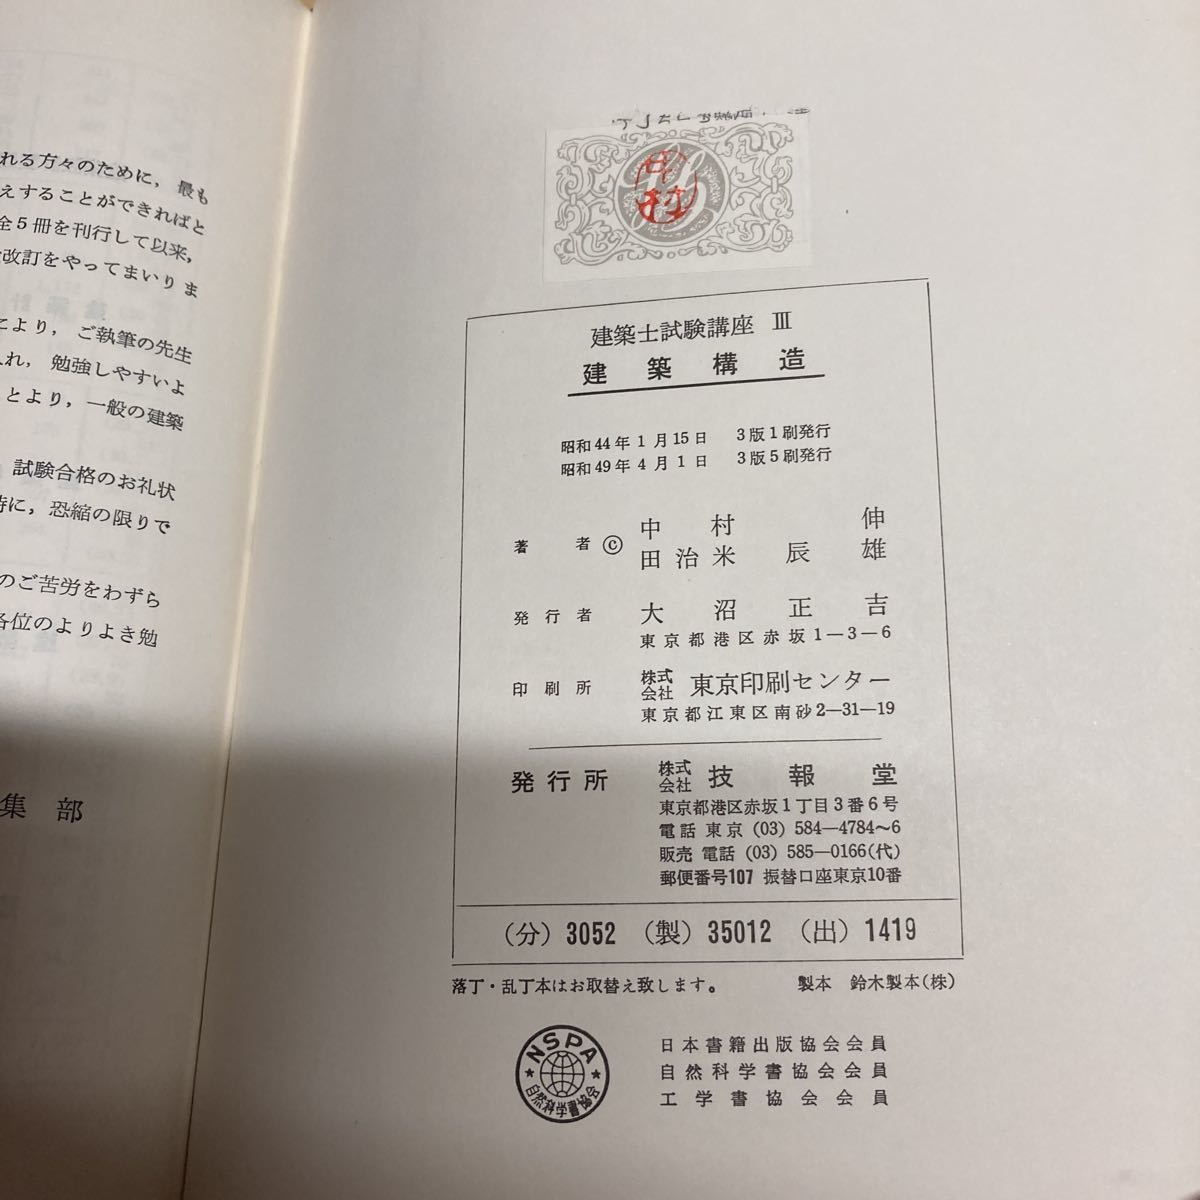 れる方々のために，最も
えすることができればと
全5冊を刊行して以来，
改訂をやってまいりま
により，ご執筆の先生
れ，勉強しやすいよ
とより，一般の建築
試験合格のお礼状
に，恐縮の限りで
のご苦労をわずら
各位のよりよき勉
集部
中村
建築士試験講座 Ⅲ
建築構造
昭和44年1月15日 3版1刷発行
昭和49年4月1日 3版5刷発行
著者 © 中村 伸
田治米 辰雄
発行者 大沼正吉
東京都港区赤坂1―3―6
印刷所 株式会社 東京印刷センター
東京都江東区南砂2―31―19
発行所 株式会社 技報堂
東京都港区赤坂1丁目3番6号
電話 東京 (03) 584―4784～6
販売 電話 (03) 585―0166(代)
郵便番号107 振替口座東京10番
(分) 3052 (製) 35012 (出) 1419
落丁・乱丁本はお取替え致します。 製本 鈴木製本(株)
NSPA
自然科学書協会
日本書籍出版協会会員
自然科学書協会会員
工学書協会会員